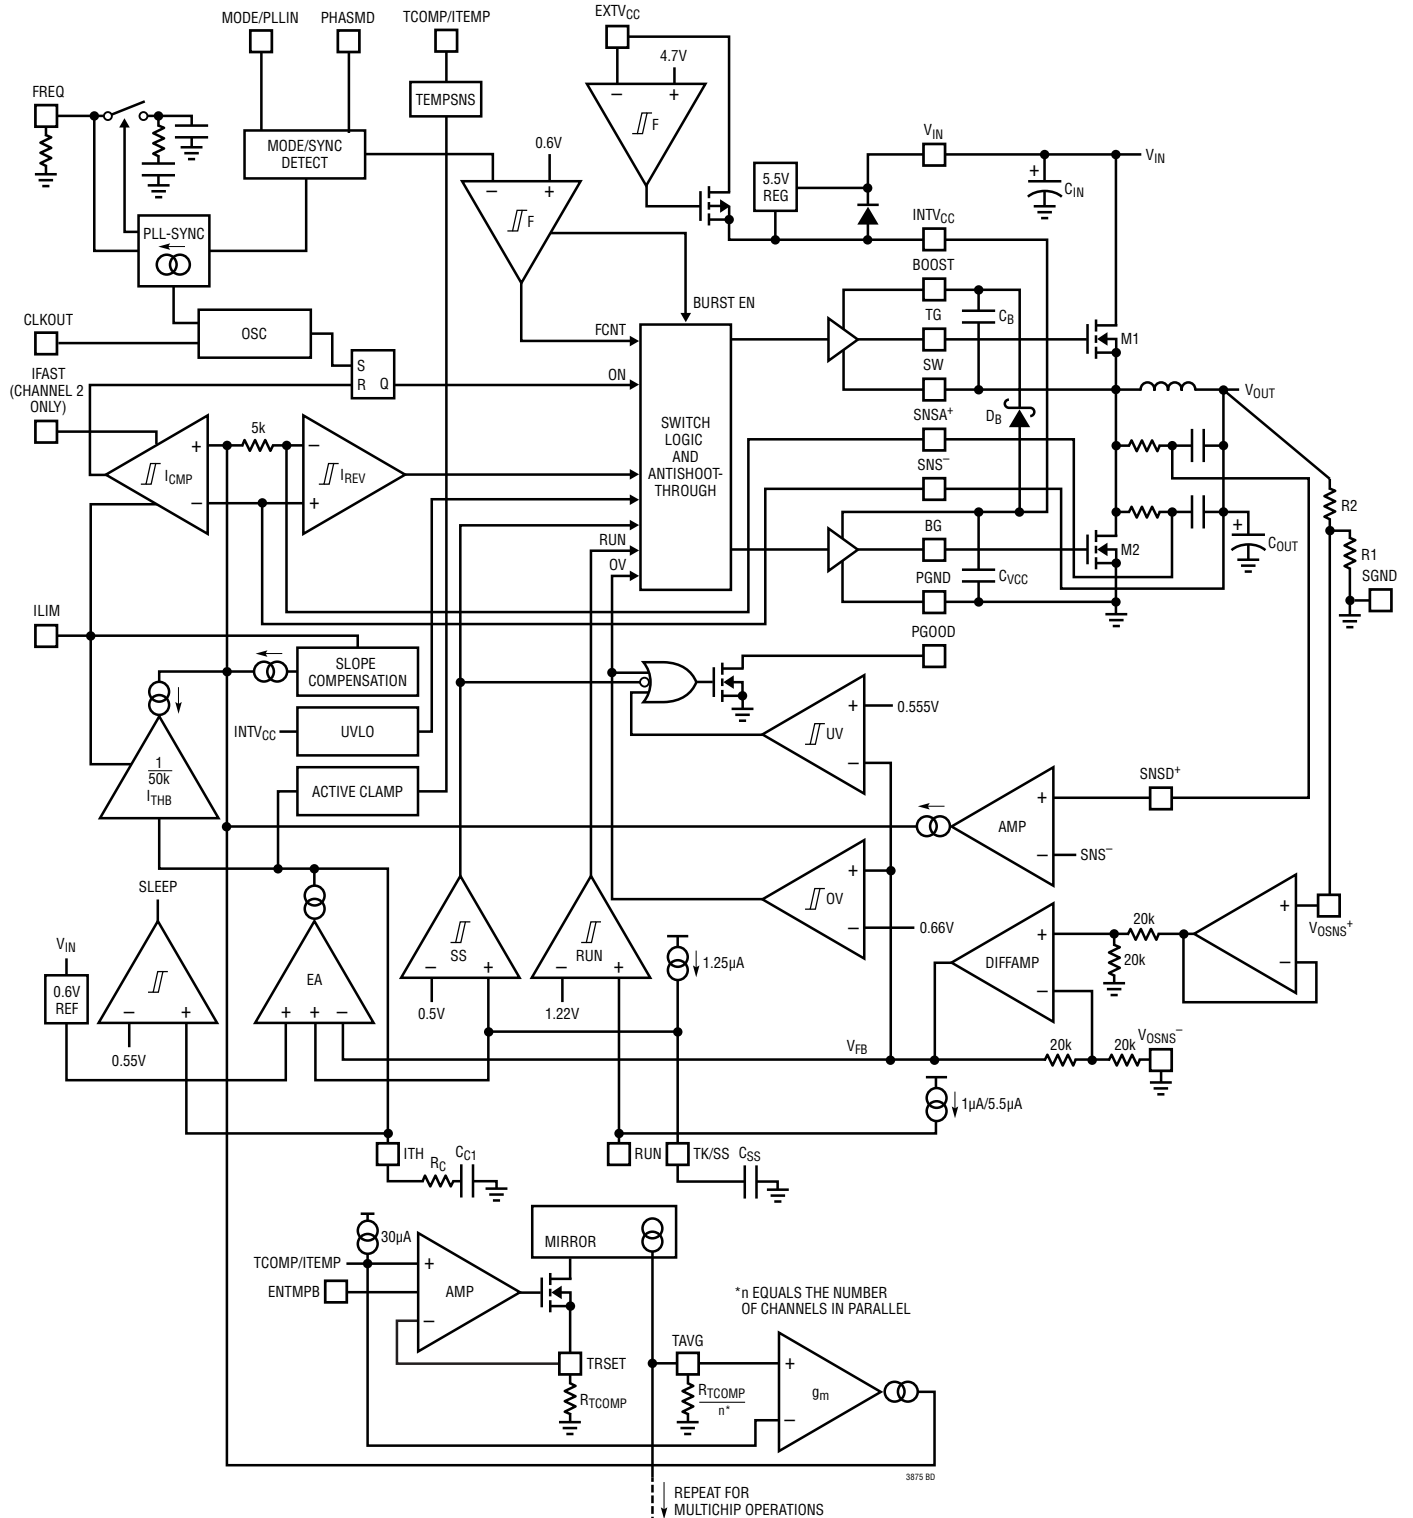 MODE/PLLIN PHASMD TCOMP/ITEMP EXTVCC
4.7V
– +
F
FREQ
TEMPSNS
MODE/SYNC
DETECT
0.6V
– +
F
5.5V
REG
VIN
VIN
+
CIN
INTVCC
PLL-SYNC
BURST EN
BOOST
CB
TG
M1
SW
VOUT
CLKOUT
OSC
FCNT
S
R Q
ON
IFAST
(CHANNEL 2
ONLY)
5k
+
–
ICMP
–
+
IREV
SWITCH
LOGIC
AND
ANTISHOOT-
THROUGH
SNSA+
DB
SNS–
R2
RUN
OV
BG
M2
CVCC
PGND
+
COUT
R1
SGND
ILIM
PGOOD
SLOPE
COMPENSATION
INTVCC
UVLO
ACTIVE CLAMP
1
50k
ITHB
+
–
UV
0.555V
SNSD+
+
–
AMP
SNS–
+
–
OV
0.66V
SLEEP
VIN
0.6V
REF
– +
0.55V
EA
+ + –
SS
– +
0.5V
RUN
– +
1.22V
1.25µA
+
–
DIFFAMP
20k
20k
+
–
VOSNS+
VFB
20k
20k
VOSNS–
1µA/5.5µA
ITH
RC
CC1
RUN
TK/SS
CSS
30µA
MIRROR
TCOMP/ITEMP
ENTMPB
+
–
AMP
*n EQUALS THE NUMBER
OF CHANNELS IN PARALLEL
TRSET
RTCOMP
TAVG
RTCOMP
n*
+
–
gm
3875 BD
REPEAT FOR
MULTICHIP OPERATIONS